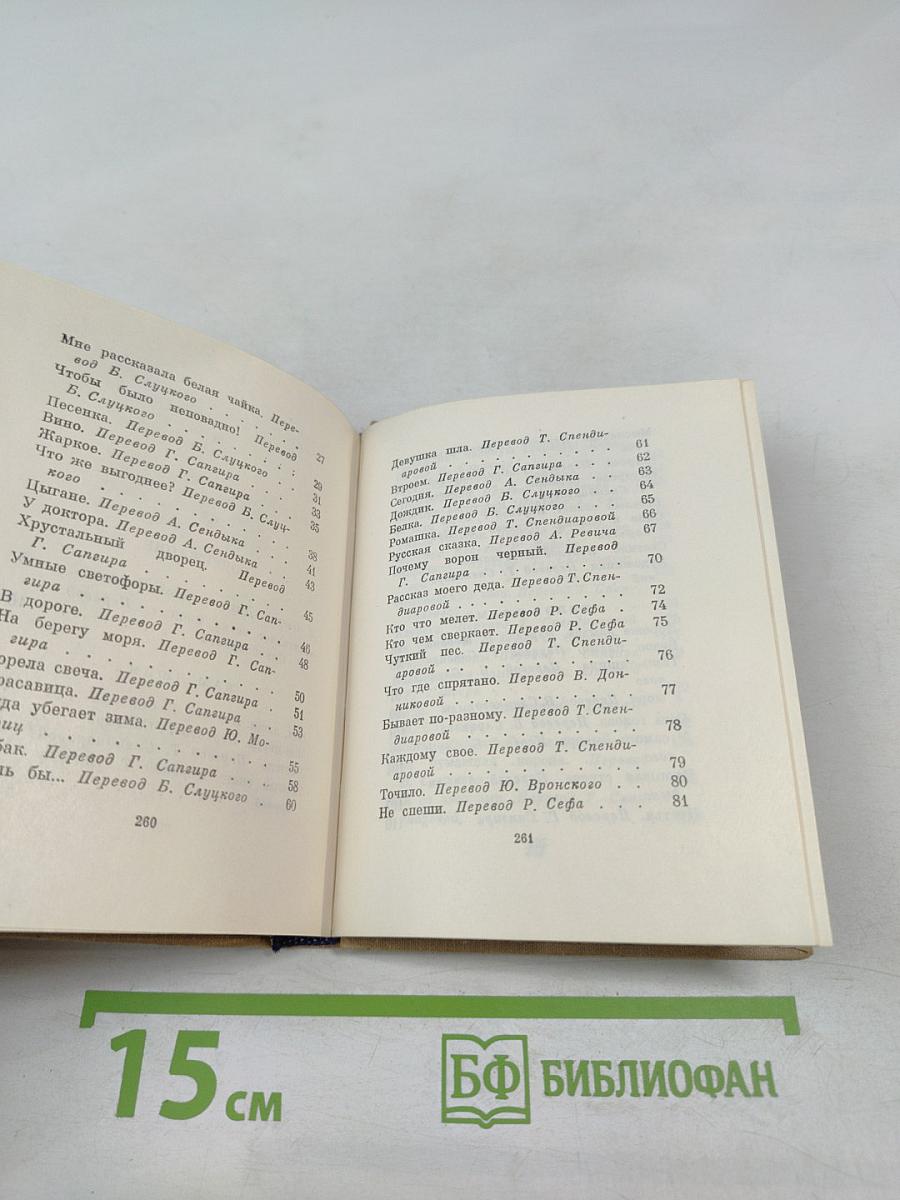 Мне рассказала белая чайка. Пере-
вод Б. Слуцкого . . . . . 27
Чтобы было неповадно! Перевод
Б. Слуцкого . . . . . . . 29
Песенка. Перевод Б. Слуцкого . . 31
Вино. Перевод Г. Сапгира . . . 33
Жаркое. Перевод Г. Сапгира . . . 35
Что же выгоднее? Перевод Б. Слуц-
кого . . . . . . . . . 38
Цыгане. Перевод А. Сендыка . . . 41
У доктора. Перевод А. Сендыка . . 43
Хрустальный дворец. Перевод
Г. Сапгира . . . . . . . 45
Умные светофоры. Перевод Г. Сап-
гира . . . . . . . . . 46
В дороге. Перевод Г. Сапгира . . 48
На берегу моря. Перевод Г. Сап-
гира . . . . . . . . . 50
орела свеча. Перевод Г. Сапгира . 51
расавица. Перевод Г. Сапгира . . 53
да убегает зима. Перевод Ю. Мо-
риц . . . . . . . . . 55
бак. Перевод Г. Сапгира . . . 58
ь бы... Перевод Б. Слуцкого . 60
260
Девушка шла. Перевод Т. Спенди-
аровой . . . . . . . . . 61
Втроем. Перевод Г. Сапгира . . . 62
Сегодня. Перевод А. Сендыка . . 63
Дождик. Перевод Б. Слуцкого . . 64
Белка. Перевод Б. Слуцкого . . . 65
Ромашка. Перевод Т. Спендиаровой 66
Русская сказка. Перевод А. Ревича 67
Почему ворон черный. Перевод
Г. Сапгира . . . . . . . 70
Рассказ моего деда. Перевод Т. Спен-
диаровой . . . . . . . . 72
Кто что мелет. Перевод Р. Сефа . 74
Кто чем сверкает. Перевод Р. Сефа 75
Чуткий пес. Перевод Т. Спенди-
аровой . . . . . . . . . 76
Что где спрятано. Перевод В. Дон-
никовой . . . . . . . . 77
Бывает по-разному. Перевод Т. Спен-
диаровой . . . . . . . . 78
Каждому свое. Перевод Т. Спенди-
аровой . . . . . . . . . 79
Точило. Перевод Ю. Вронского . . 80
Не спеши. Перевод Р. Сефа . . . 81
261
15 см
БФ БИБЛИОФАН